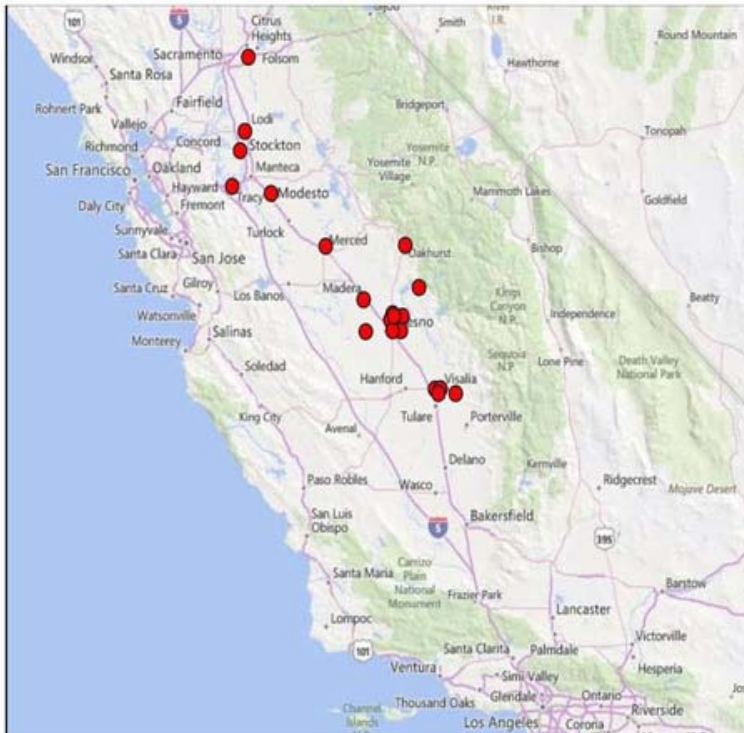 101
5
Citrus
Heights
Smith
I.R.
Round Mountain
Windsor
Sacramento
Folsom
Hawthorne
Santa Rosa
Rohnert Park
Fairfield
Bridgeport
Vallejo
Lodi
Tonopah
Richmond
Concord
Stockton
Yosemite
N.P.
San Francisco
Oakland
Manteca
Yosemite
Village
Hayward
Tracy
Modesto
Mammoth Lakes
Goldfield
Daly City
Fremont
Sunnyvale
Turlock
Merced
Oakhurst
Bishop
Santa Clara
San Jose
Santa Cruz
Gilroy
Los Banos
Madera
Kings
Canyon
N.P.
Independence
Beatty
Watsonville
Salinas
Monterey
Soledad
Sequoia
N.P.
Lone Pine
Death Valley
National Park
Hanford
Visalia
King City
Tulare
Porterville
Avenal
Delano
Kernville
Paso Robles
Wasco
Ridgecrest
Mojave Desert
San Luis
Obispo
5
Bakersfield
395
Santa Maria
Carrizo
Plain
National
Monument
Frazier Park
Barstow
Lompoc
Lancaster
101
Santa Clarita
Palmdale
Victorville
Ventura
Simi Valley
Hesperia
Thousand Oaks
Glendale
Ontario
Channel
Islands
Los Angeles
Corona
Riverside